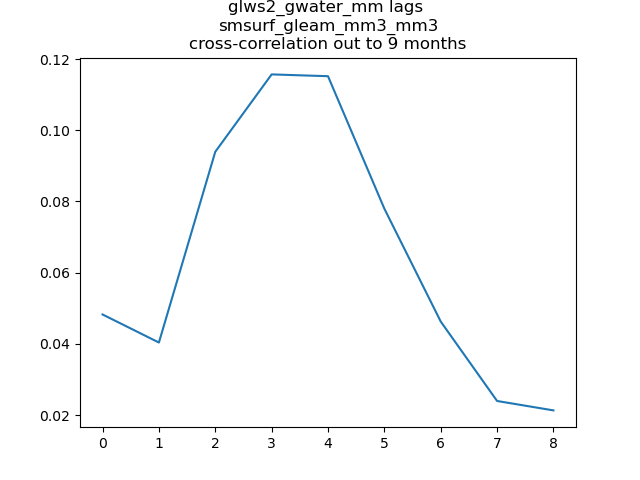 glws2_gwater_mm lags
smsurf_gleam_mm3_mm3
cross-correlation out to 9 months
0.12
0.10
0.08
0.06
0.04
0.02
0 1 2 3 4 5 6 7 8